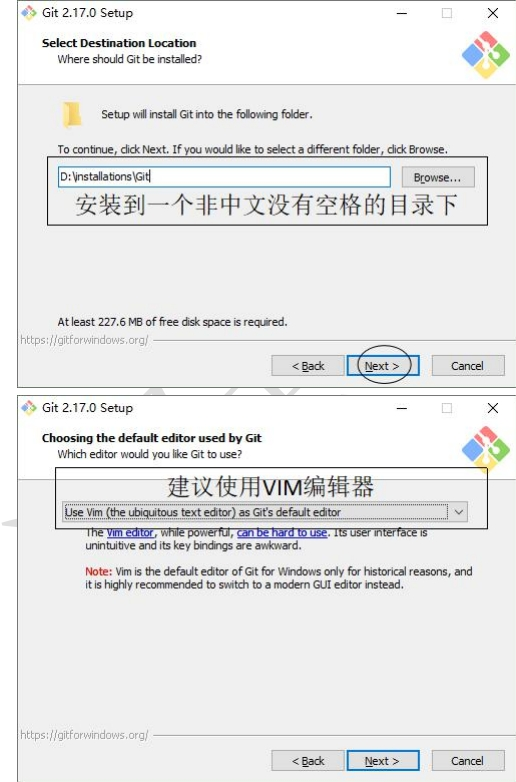 Git 2.17.0 Setup
Select Destination Location
Where should Git be installed?
Setup will install Git into the following folder.
To continue, click Next. If you would like to select a different folder, click Browse.
D:\installations\Git
Browse...
安装到一个非中文没有空格的目录下
At least 227.6 MB of free disk space is required.
https://gitforwindows.org/
< Back Next > Cancel
Git 2.17.0 Setup
Choosing the default editor used by Git
Which editor would you like Git to use?
建议使用VIM编辑器
Use Vim (the ubiquitous text editor) as Git's default editor
The Vim editor, while powerful, can be hard to use. Its user interface is
unintuitive and its key bindings are awkward.
Note: Vim is the default editor of Git for Windows only for historical reasons, and
it is highly recommended to switch to a modern GUI editor instead.
https://gitforwindows.org/
< Back Next > Cancel